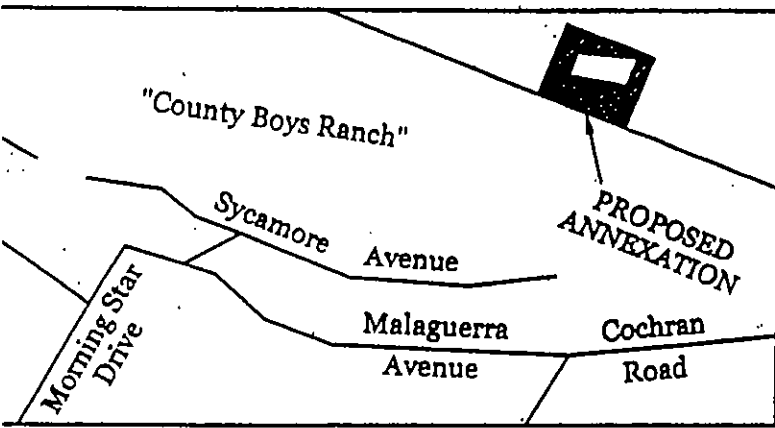 "County Boys Ranch"
PROPOSED
ANNEXATION
Sycamore
Avenue
Morning Star
Drive
Malaguerra
Avenue
Cochran
Road